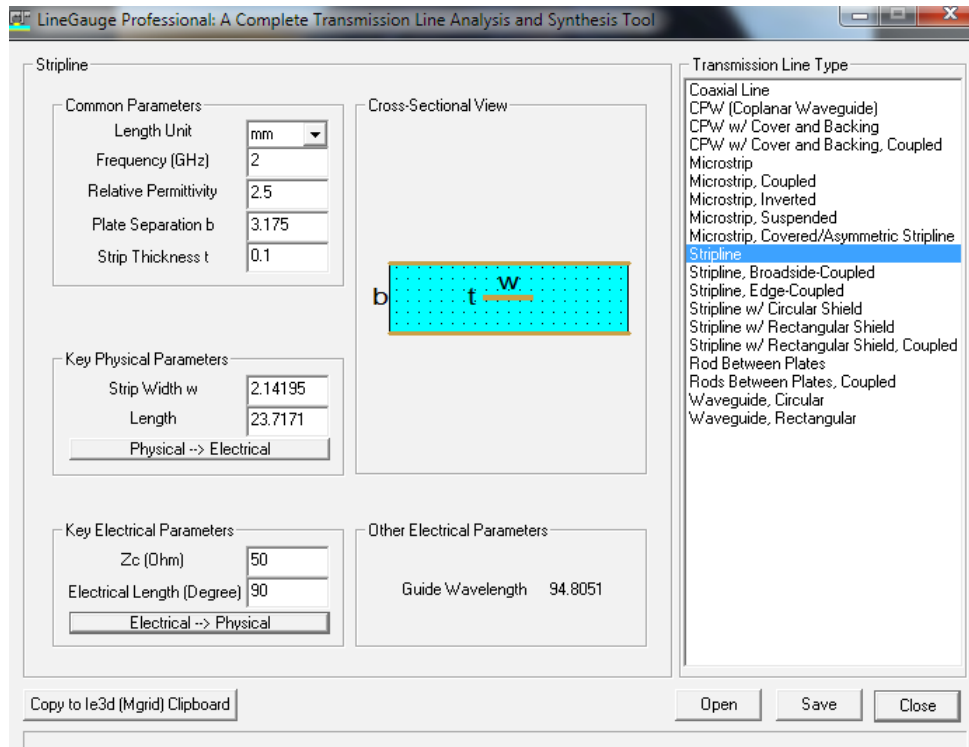 LineGauge Professional: A Complete Transmission Line Analysis and Synthesis Tool
Stripline
Common Parameters
Length Unit mm
Frequency (GHz) 2
Relative Permittivity 2.5
Plate Separation b 3.175
Strip Thickness t 0.1
Key Physical Parameters
Strip Width w 2.14195
Length 23.7171
Physical --> Electrical
Key Electrical Parameters
Zc (Ohm) 50
Electrical Length (Degree) 90
Electrical --> Physical
Cross-Sectional View
b
t
w
Other Electrical Parameters
Guide Wavelength 94.8051
Transmission Line Type
Coaxial Line
CPW (Coplanar Waveguide)
CPW w/ Cover and Backing
CPW w/ Cover and Backing, Coupled
Microstrip
Microstrip, Coupled
Microstrip, Inverted
Microstrip, Suspended
Microstrip, Covered/Asymmetric Stripline
Stripline
Stripline, Broadside-Coupled
Stripline, Edge-Coupled
Stripline w/ Circular Shield
Stripline w/ Rectangular Shield
Stripline w/ Rectangular Shield, Coupled
Rod Between Plates
Rods Between Plates, Coupled
Waveguide, Circular
Waveguide, Rectangular
Copy to Ie3d (Mgrid) Clipboard
Open
Save
Close